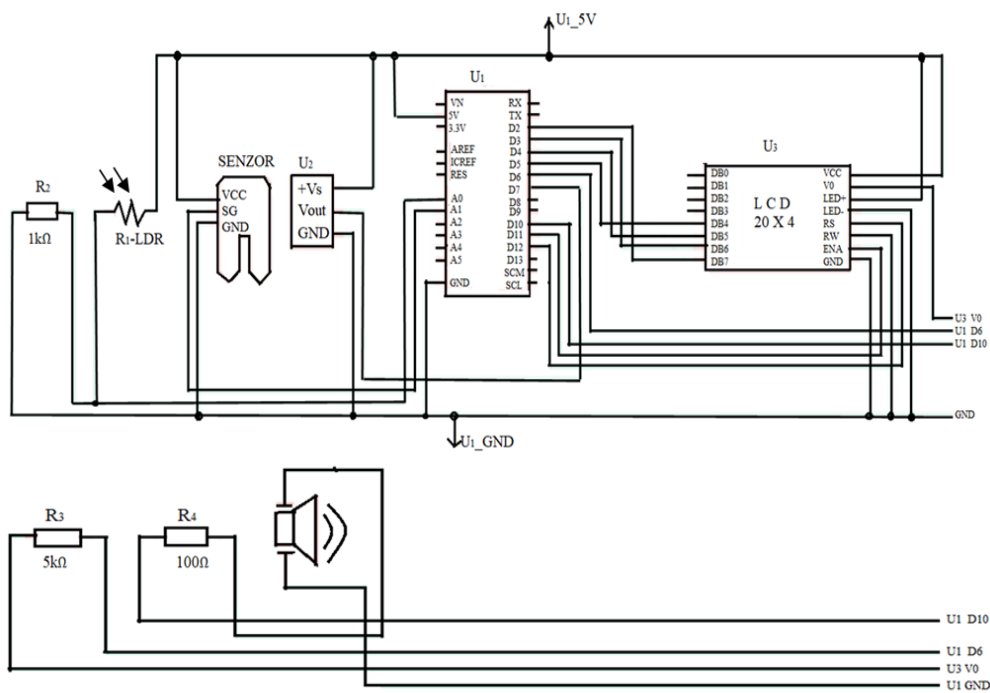 U1_5V
U1
VN
5V
3.3V
AREF
ICREF
RES
A0
A1
A2
A3
A4
A5
GND
RX
TX
D2
D3
D4
D5
D6
D7
D8
D9
D10
D11
D12
D13
SCM
SCL
U3
LCD
20 X 4
DB0
DB1
DB2
DB3
DB4
DB5
DB6
DB7
VCC
V0
LED+
LED-
RS
RW
ENA
GND
SENZOR
VCC
SG
GND
U2
+Vs
Vout
GND
R2
1kΩ
R1-LDR
U3 V0
U1 D6
U1 D10
GND
U1_GND
R3
5kΩ
R4
100Ω
U1 D10
U1 D6
U3 V0
U1 GND